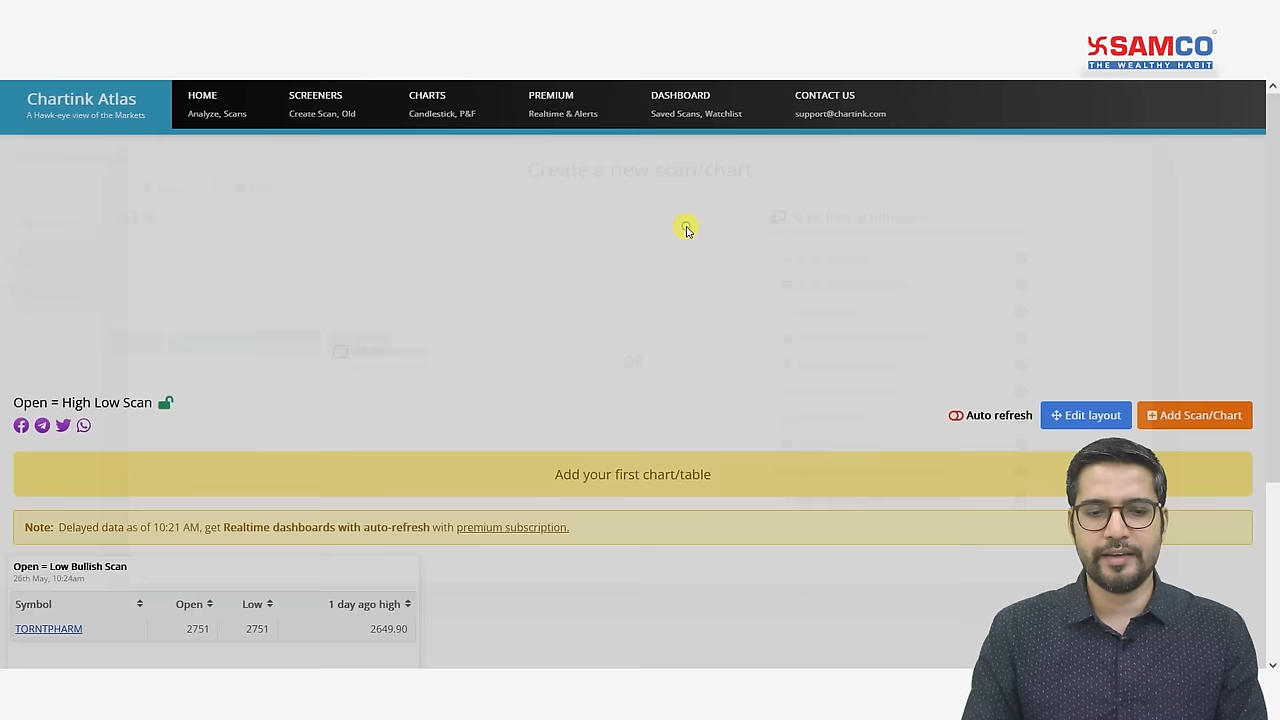 SAMCO
THE WEALTHY HABIT
Chartink Atlas
A Hawk-eye view of the Markets
HOME
Analyze, Scans
SCREENERS
Create Scan, Old
CHARTS
Candlestick, P&F
PREMIUM
Realtime & Alerts
DASHBOARD
Saved Scans, Watchlist
CONTACT US
support@chartink.com
Create a new scan/chart
OR
Open = High Low Scan
Auto refresh
Edit layout
Add Scan/Chart
Add your first chart/table
Note: Delayed data as of 10:21 AM, get Realtime dashboards with auto-refresh with premium subscription.
Open = Low Bullish Scan
26th May, 10:24am
Symbol Open Low 1 day ago high
TORNTPHARM 2751 2751 2649.90